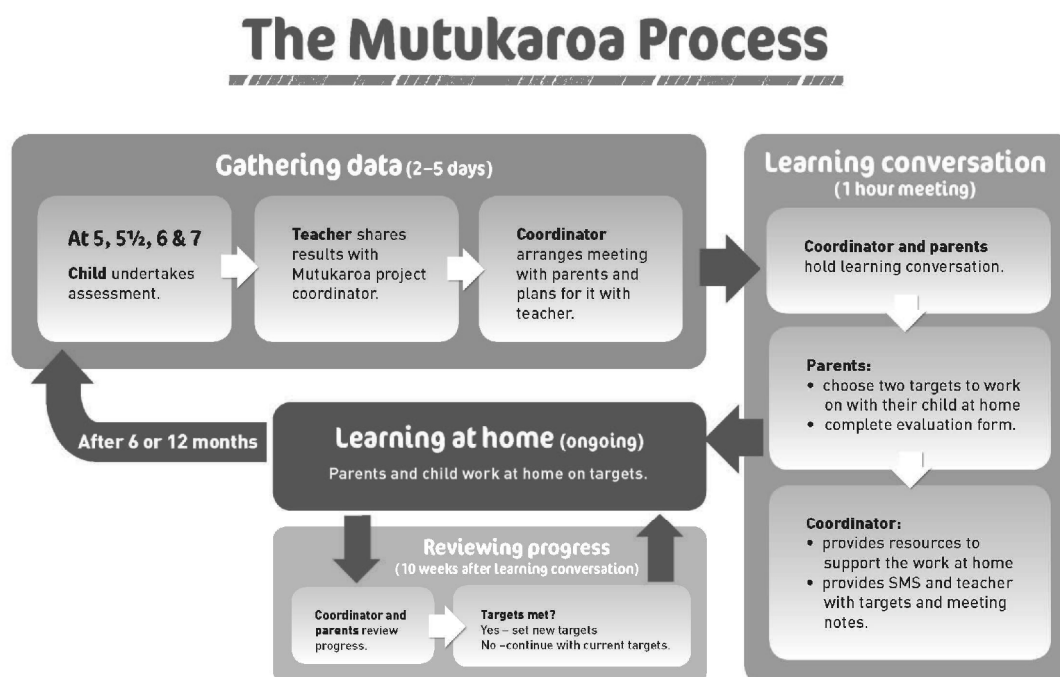 The Mutukaroa Process
Gathering data (2–5 days)
At 5, 5½, 6 & 7
Child undertakes
assessment.
Teacher shares
results with
Mutukaroa project
coordinator.
Coordinator
arranges meeting
with parents and
plans for it with
teacher.
Learning conversation
(1 hour meeting)
Coordinator and parents
hold learning conversation.
Parents:
• choose two targets to work
on with their child at home
• complete evaluation form.
Coordinator:
• provides resources to
support the work at home
• provides SMS and teacher
with targets and meeting
notes.
Learning at home (ongoing)
Parents and child work at home on targets.
After 6 or 12 months
Reviewing progress
(10 weeks after learning conversation)
Coordinator and
parents review
progress.
Targets met?
Yes – set new targets
No –continue with current targets.